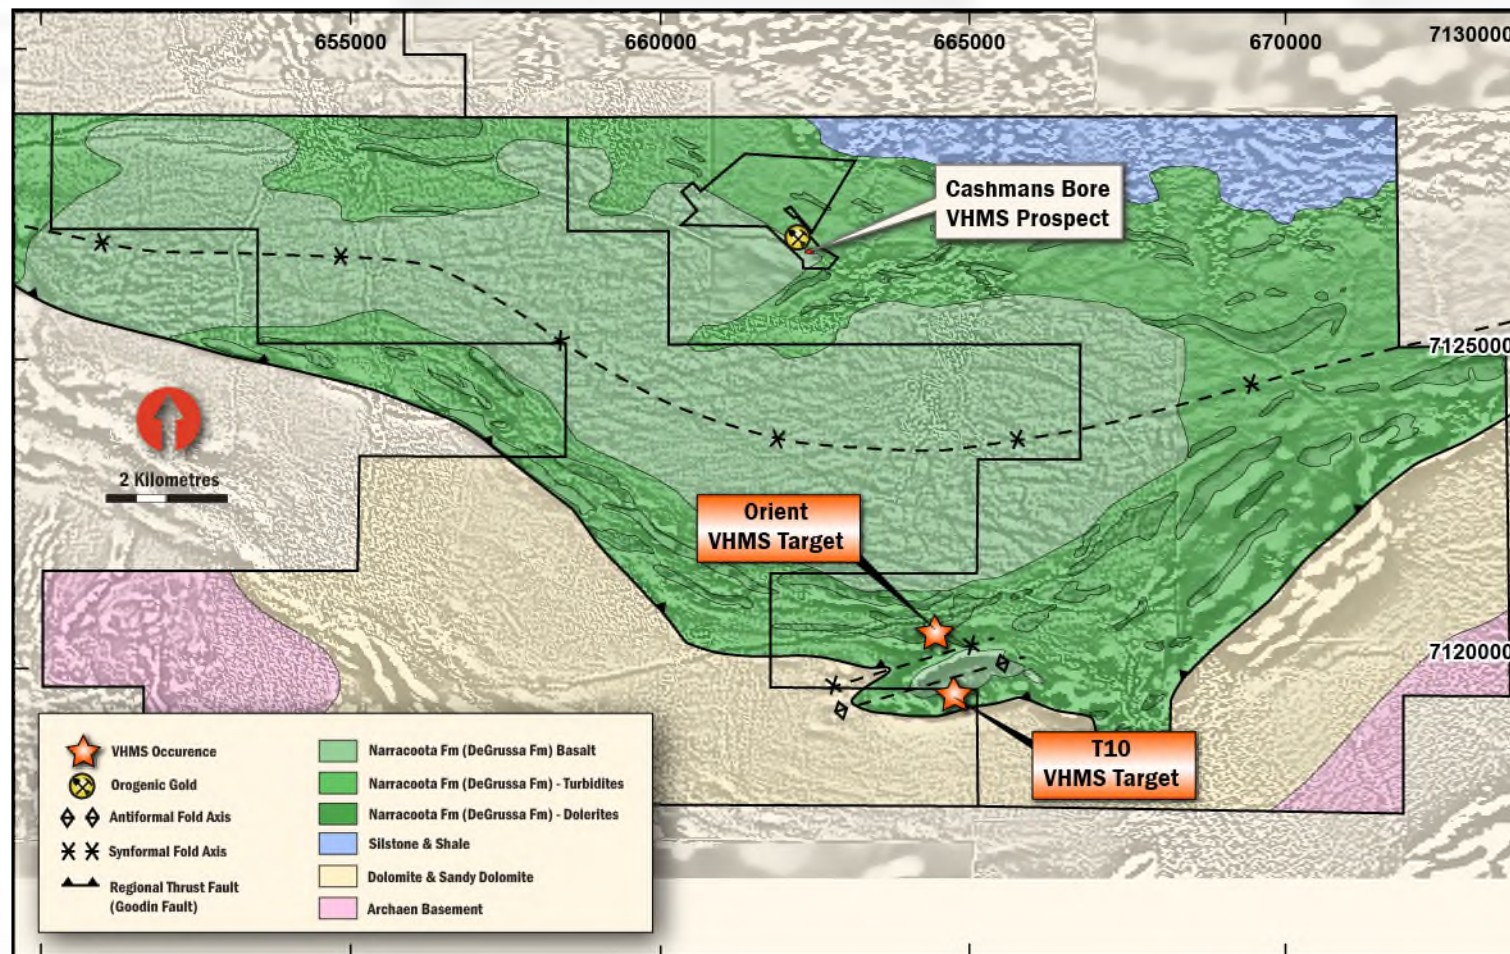 655000
660000
665000
670000
7130000
Cashmans Bore
VHMS Prospect
7125000
2 Kilometres
Orient
VHMS Target
7120000
T10
VHMS Target
VHMS Occurence
Orogenic Gold
Antiformal Fold Axis
Synformal Fold Axis
Regional Thrust Fault
(Goodin Fault)
Narracoota Fm (DeGrussa Fm) Basalt
Narracoota Fm (DeGrussa Fm) - Turbidites
Narracoota Fm (DeGrussa Fm) - Dolerites
Silstone & Shale
Dolomite & Sandy Dolomite
Archaen Basement